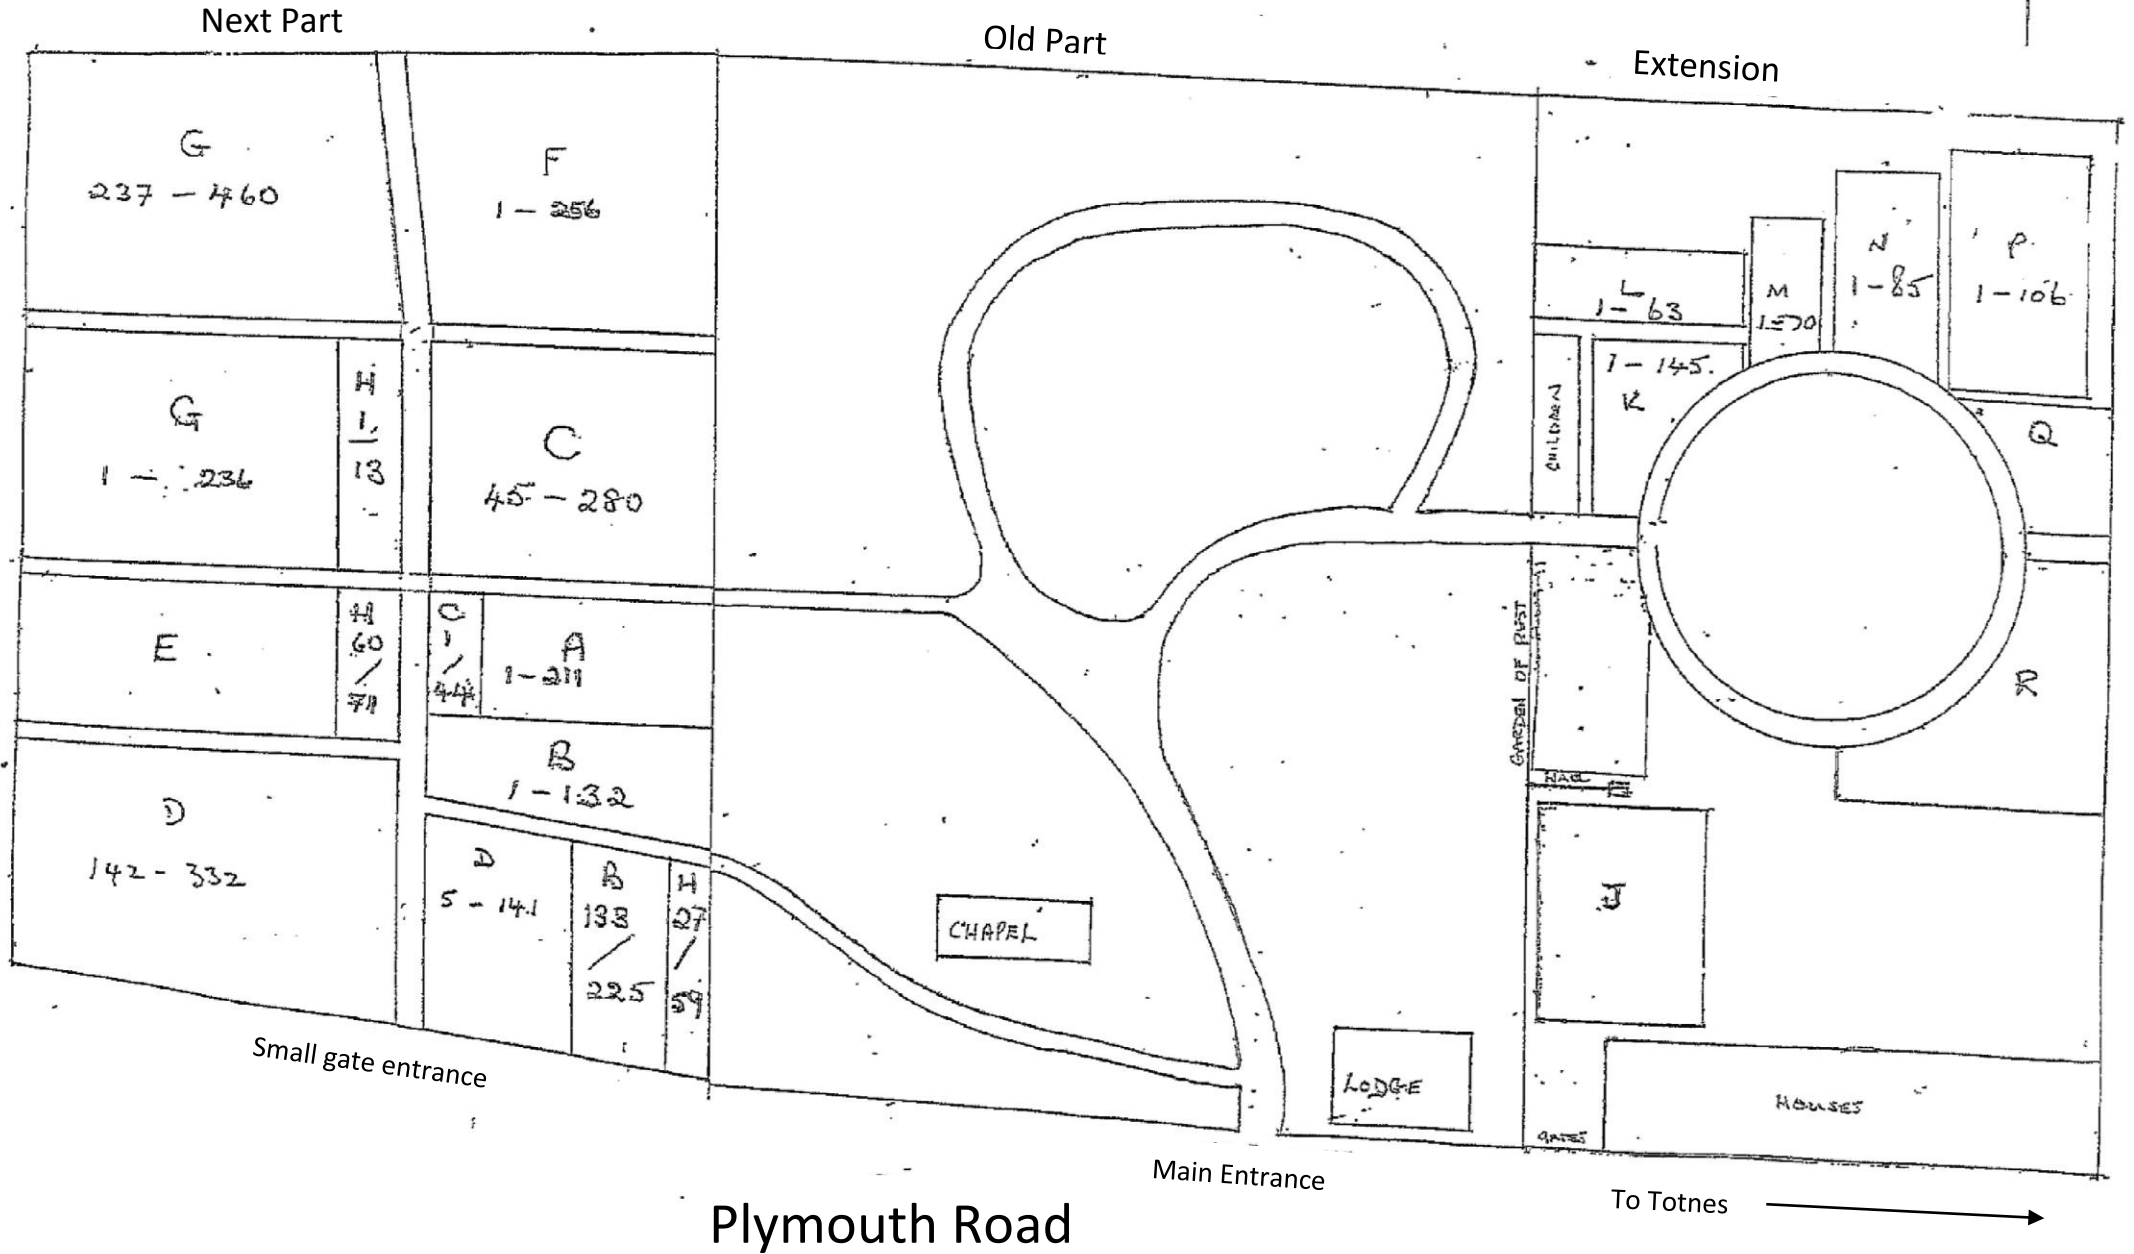 Next Part
Old Part
Extension
G
237 - 460
F
1 - 256
L
1 - 63
M
1-70
N
1-85
P.
1-106
G
1 - 236
H
1
13
C
45 - 280
CHILDREN
1 - 145.
K
Q
E
H
60
/
71
C
1
/
44
A
1-211
B
1 - 132
GARDEN OF REST
R
D
142 - 332
D
5 - 141
B
133
/
225
H
27
/
59
CHAPEL
J
LODGE
HOUSES
GATES
Small gate entrance
Main Entrance
To Totnes
Plymouth Road